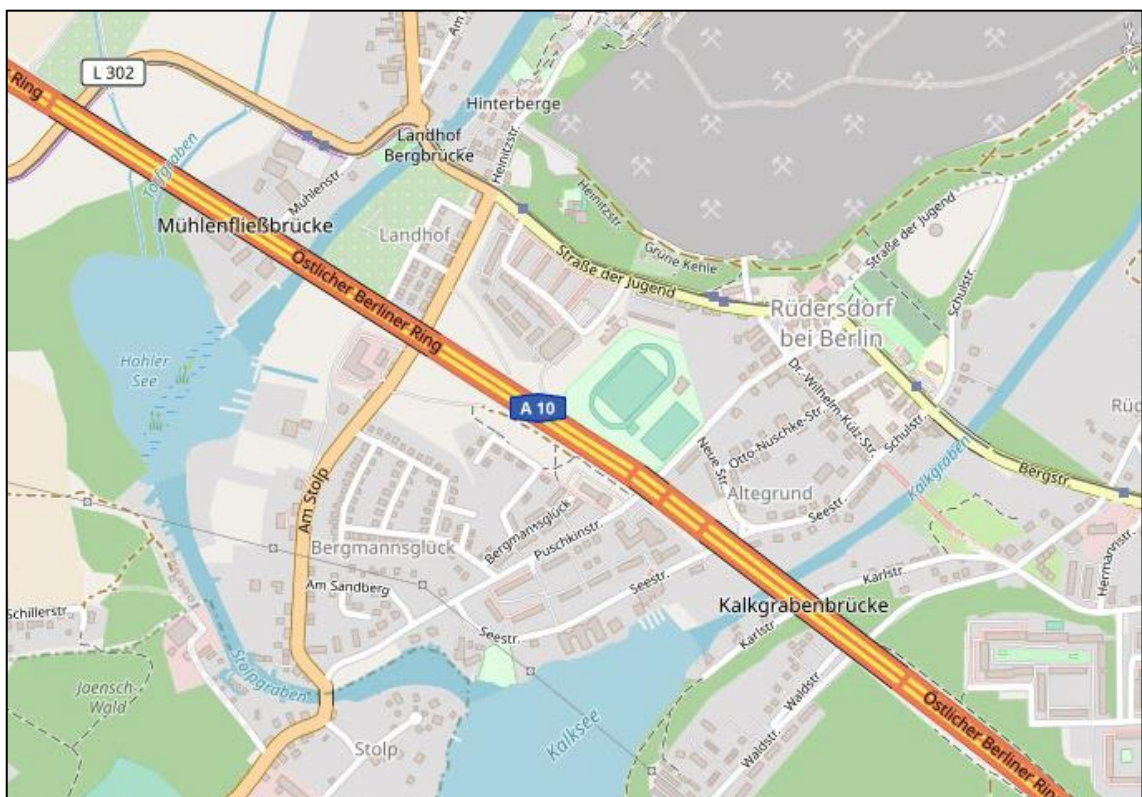 L 302
r Ring
Am
Hinterberge
Landhof
Bergbrücke
Heinitzstr.
Torfgraben
Mühlenstr.
Mühlenfließbrücke
Landhof
Heinitzstr.
Grüne Kehle
Straße der Jugend
Straße der Jugend
Schulstr.
Östlicher Berliner Ring
Rüdersdorf
bei Berlin
Hohler
See
A 10
Dr.-Wilhelm-Külz-Str.
Rüd
Otto-Nuschke-Str.
Schulstr.
Neue Str.
Kalkgraben
Bergstr.
Altegrund
Am Stolp
Bergmannsglück
Bergmannsglück
Puschkinstr.
Seestr.
Am Sandberg
Seestr.
Karlstr.
Hermannstr.
Schillerstr.
Kalkgrabenbrücke
Seestr.
Karlstr.
Stolpgraben
Jaensch-
Wald
Waldstr.
Östlicher Berliner Ring
Kalksee
Stolp
Waldstr.